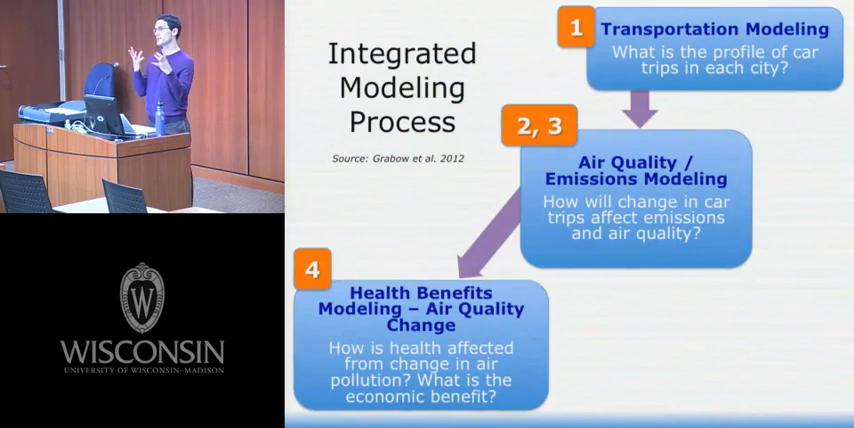 Integrated
Modeling
Process
Source: Grabow et al. 2012
1
Transportation Modeling
What is the profile of car
trips in each city?
2, 3
Air Quality /
Emissions Modeling
How will change in car
trips affect emissions
and air quality?
4
Health Benefits
Modeling – Air Quality
Change
How is health affected
from change in air
pollution? What is the
economic benefit?
W
WISCONSIN
UNIVERSITY OF WISCONSIN–MADISON